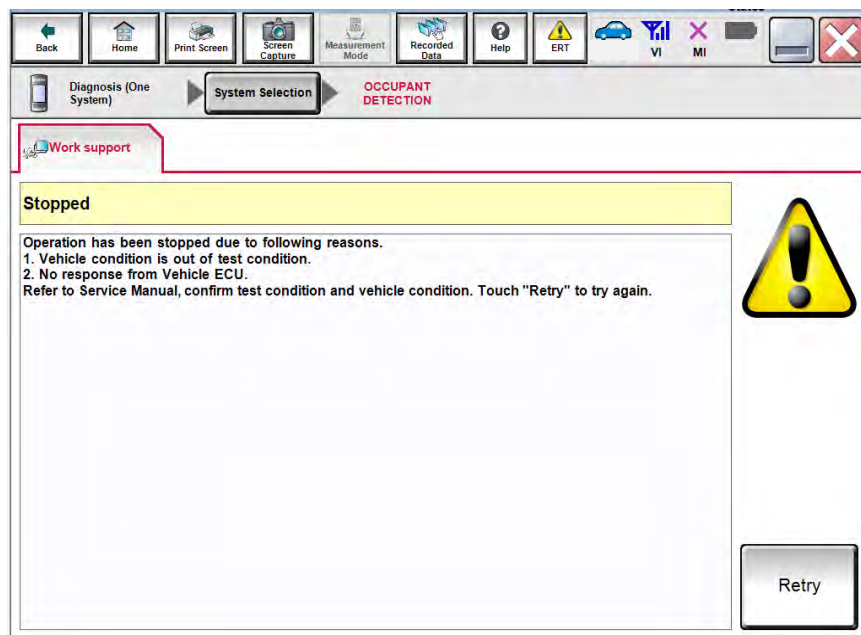 Back
Home
Print Screen
Screen
Capture
Measurement
Mode
Recorded
Data
Help
ERT
VI
MI
Diagnosis (One
System)
System Selection
OCCUPANT
DETECTION
Work support
Stopped
Operation has been stopped due to following reasons.
1. Vehicle condition is out of test condition.
2. No response from Vehicle ECU.
Refer to Service Manual, confirm test condition and vehicle condition. Touch "Retry" to try again.
Retry